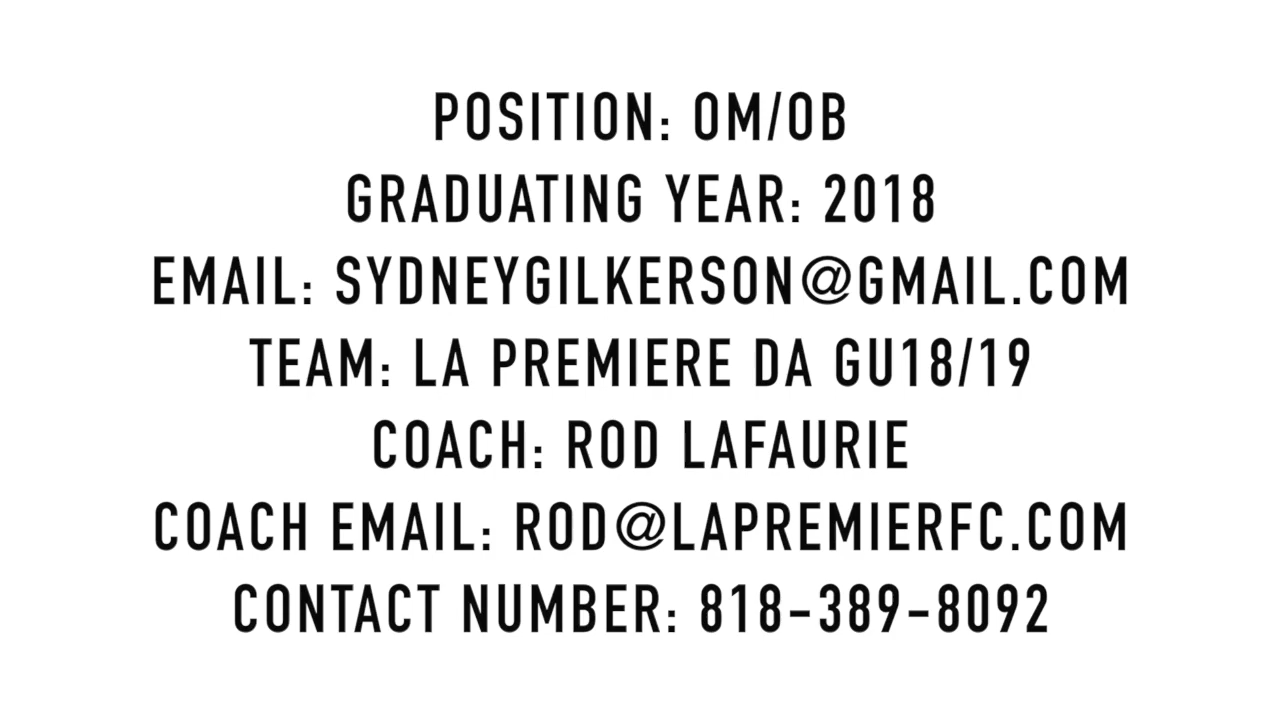 POSITION: OM/OB
GRADUATING YEAR: 2018
EMAIL: SYDNEYGILKERSON@GMAIL.COM
TEAM: LA PREMIERE DA GU18/19
COACH: ROD LAFAURIE
COACH EMAIL: ROD@LAPREMIERFC.COM
CONTACT NUMBER: 818-389-8092